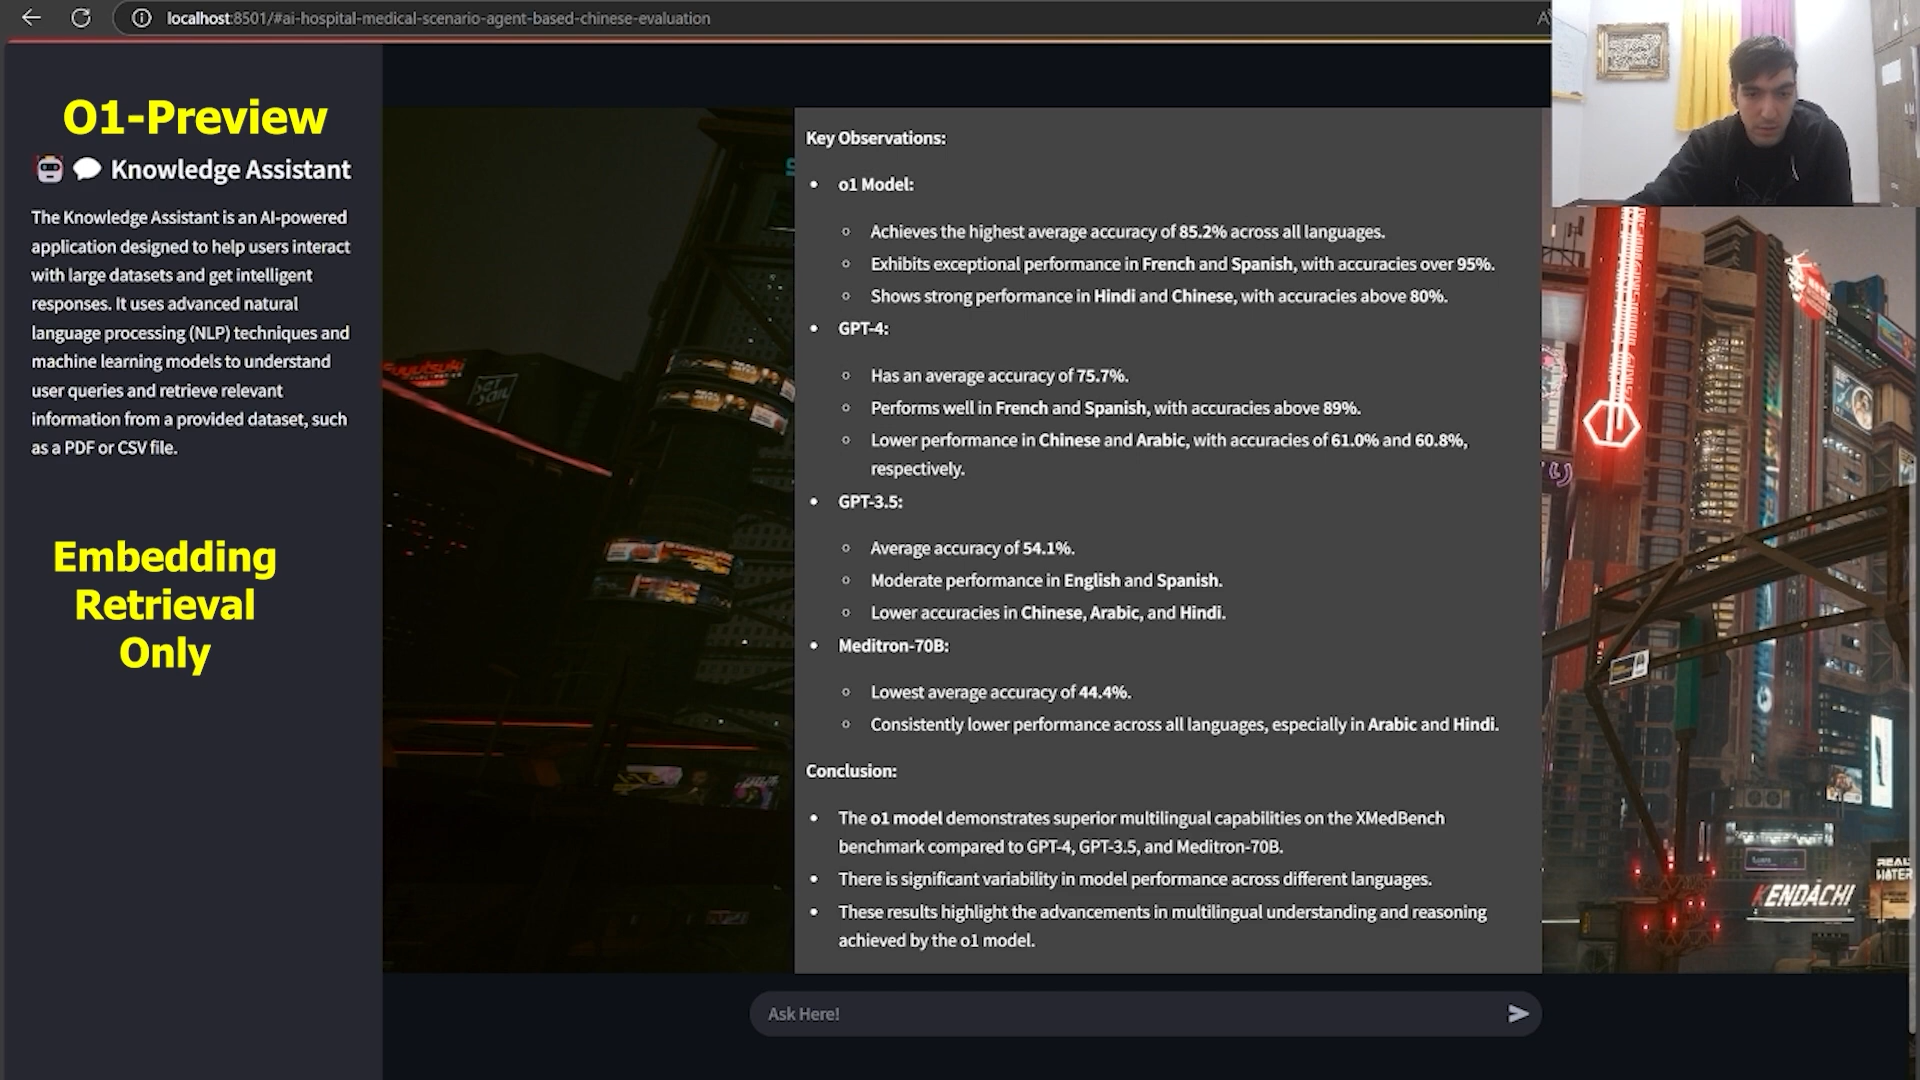 localhost:8501/#ai-hospital-medical-scenario-agent-based-chinese-evaluation
O1-Preview
Knowledge Assistant
The Knowledge Assistant is an AI-powered
application designed to help users interact
with large datasets and get intelligent
responses. It uses advanced natural
language processing (NLP) techniques and
machine learning models to understand
user queries and retrieve relevant
information from a provided dataset, such
as a PDF or CSV file.
Embedding
Retrieval
Only
Key Observations:
• o1 Model:
○ Achieves the highest average accuracy of 85.2% across all languages.
○ Exhibits exceptional performance in French and Spanish, with accuracies over 95%.
○ Shows strong performance in Hindi and Chinese, with accuracies above 80%.
• GPT-4:
○ Has an average accuracy of 75.7%.
○ Performs well in French and Spanish, with accuracies above 89%.
○ Lower performance in Chinese and Arabic, with accuracies of 61.0% and 60.8%,
respectively.
• GPT-3.5:
○ Average accuracy of 54.1%.
○ Moderate performance in English and Spanish.
○ Lower accuracies in Chinese, Arabic, and Hindi.
• Meditron-70B:
○ Lowest average accuracy of 44.4%.
○ Consistently lower performance across all languages, especially in Arabic and Hindi.
Conclusion:
• The o1 model demonstrates superior multilingual capabilities on the XMedBench
benchmark compared to GPT-4, GPT-3.5, and Meditron-70B.
• There is significant variability in model performance across different languages.
• These results highlight the advancements in multilingual understanding and reasoning
achieved by the o1 model.
Ask Here!
KENDACHI
REAL
WATER